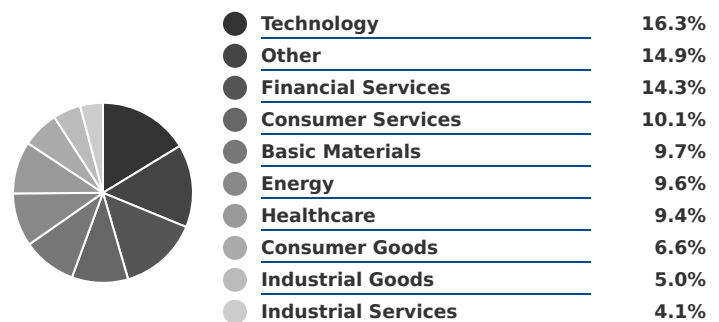 Technology 16.3%
Other 14.9%
Financial Services 14.3%
Consumer Services 10.1%
Basic Materials 9.7%
Energy 9.6%
Healthcare 9.4%
Consumer Goods 6.6%
Industrial Goods 5.0%
Industrial Services 4.1%